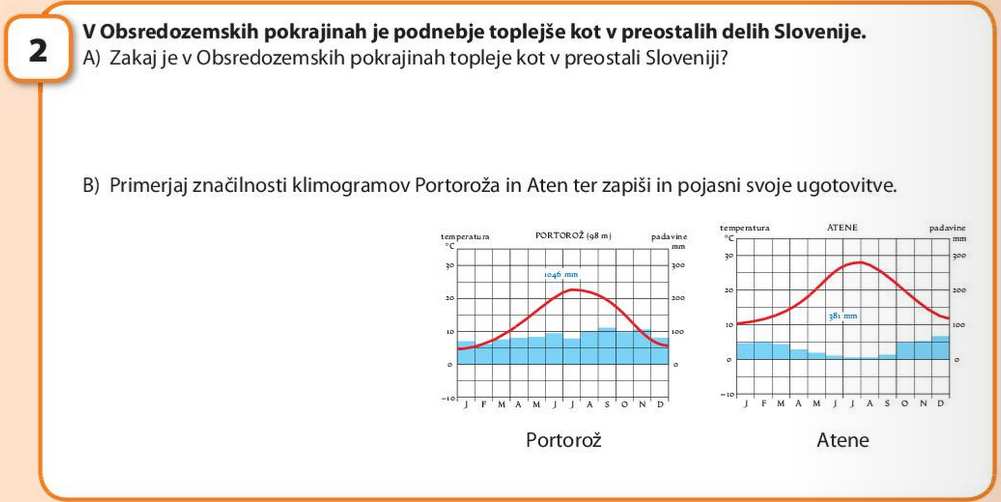 2
V Obsredozemskih pokrajinah je podnebje toplejše kot v preostalih delih Slovenije.
A) Zakaj je v Obsredozemskih pokrajinah topleje kot v preostali Sloveniji?
B) Primerjaj značilnosti klimogramov Portoroža in Aten ter zapiši in pojasni svoje ugotovitve.
temperatura PORTOROŽ (98 m) padavine
°C mm
30 300
1046 mm
20 200
10 100
0 0
-10
J F M A M J J A S O N D
Portorož
temperatura ATENE padavine
°C mm
30 300
20 200
381 mm
10 100
0 0
-10
J F M A M J J A S O N D
Atene